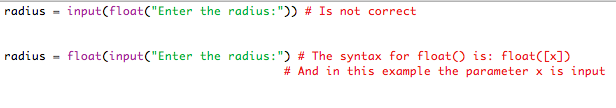 radius = input(float("Enter the radius:")) # Is not correct
radius = float(input("Enter the radius:") # The syntax for float() is: float([x])
# And in this example the parameter x is input